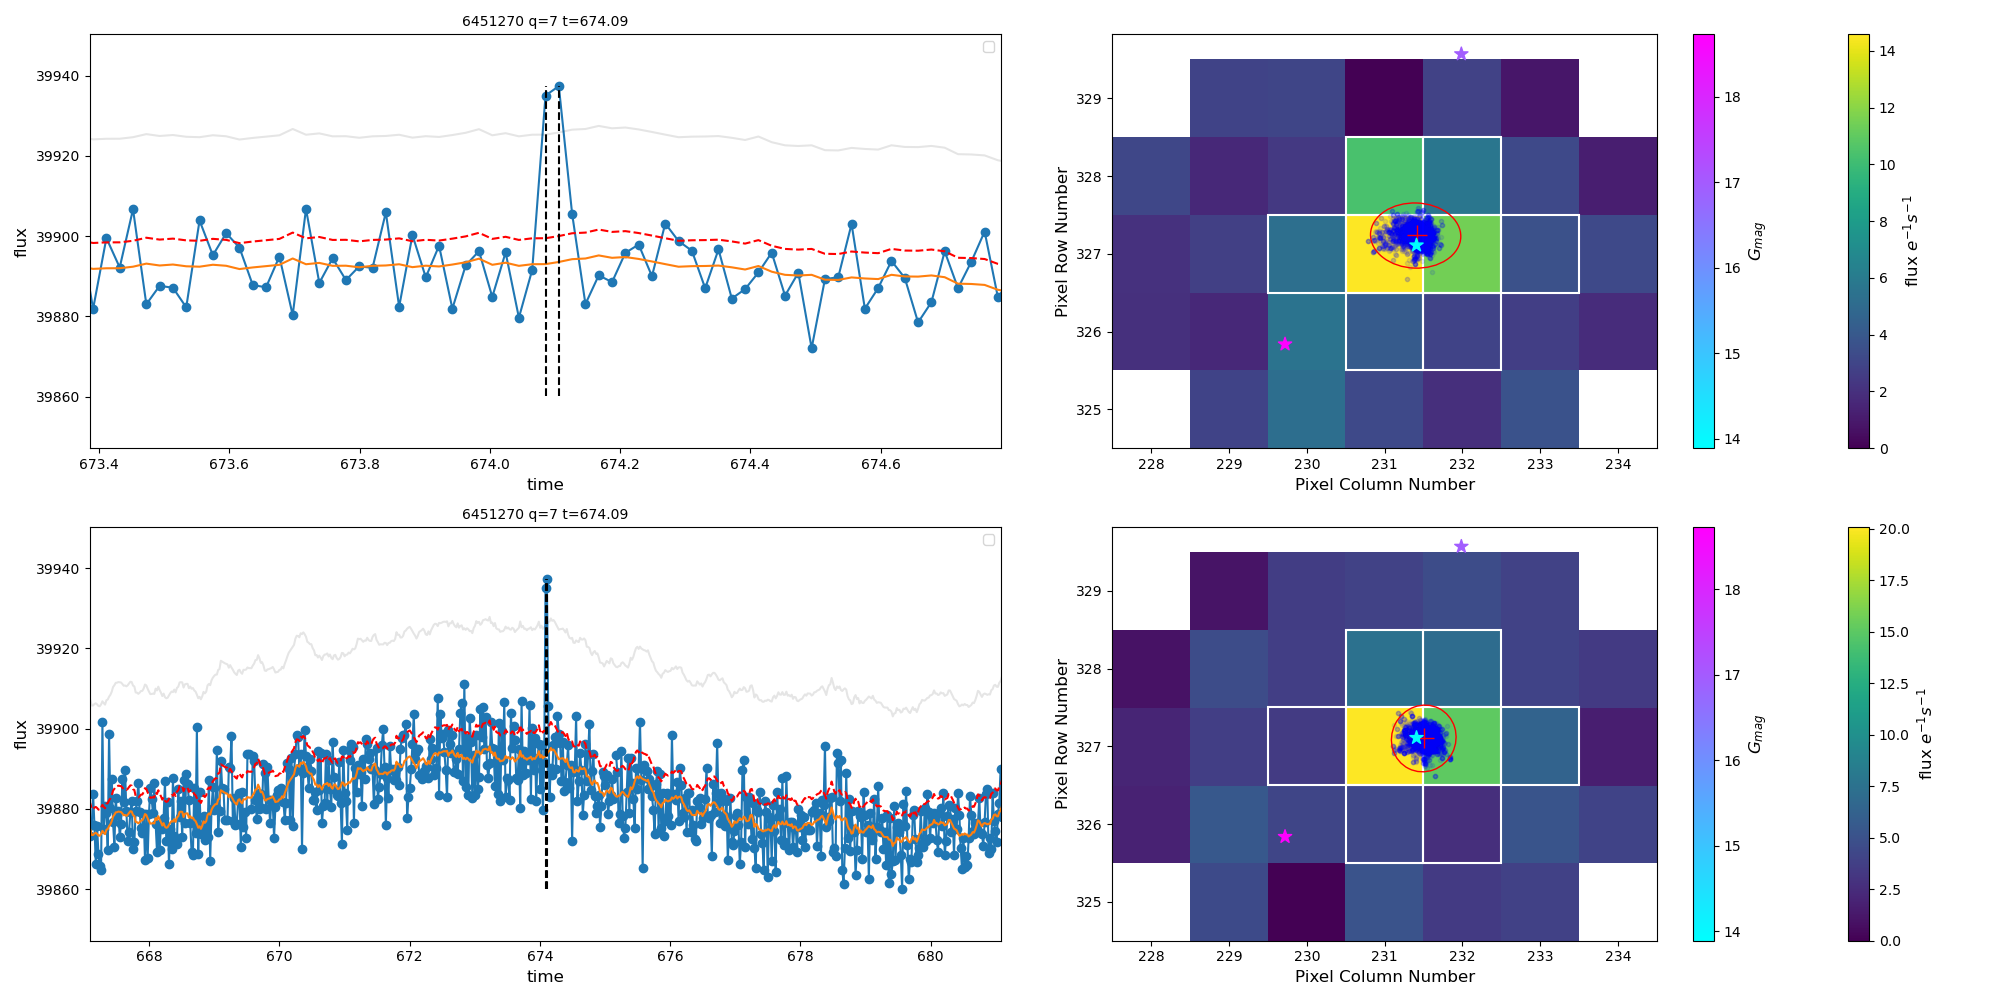 6451270 q=7 t=674.09
flux
39940
39920
39900
39880
39860
673.4 673.6 673.8 674.0 674.2 674.4 674.6
time
Pixel Row Number
329
328
327
326
325
228 229 230 231 232 233 234
Pixel Column Number
18
17
16
15
14
G_mag
14
12
10
8
6
4
2
0
flux e⁻¹s⁻¹
6451270 q=7 t=674.09
flux
39940
39920
39900
39880
39860
668 670 672 674 676 678 680
time
Pixel Row Number
329
328
327
326
325
228 229 230 231 232 233 234
Pixel Column Number
18
17
16
15
14
G_mag
20.0
17.5
15.0
12.5
10.0
7.5
5.0
2.5
0.0
flux e⁻¹s⁻¹